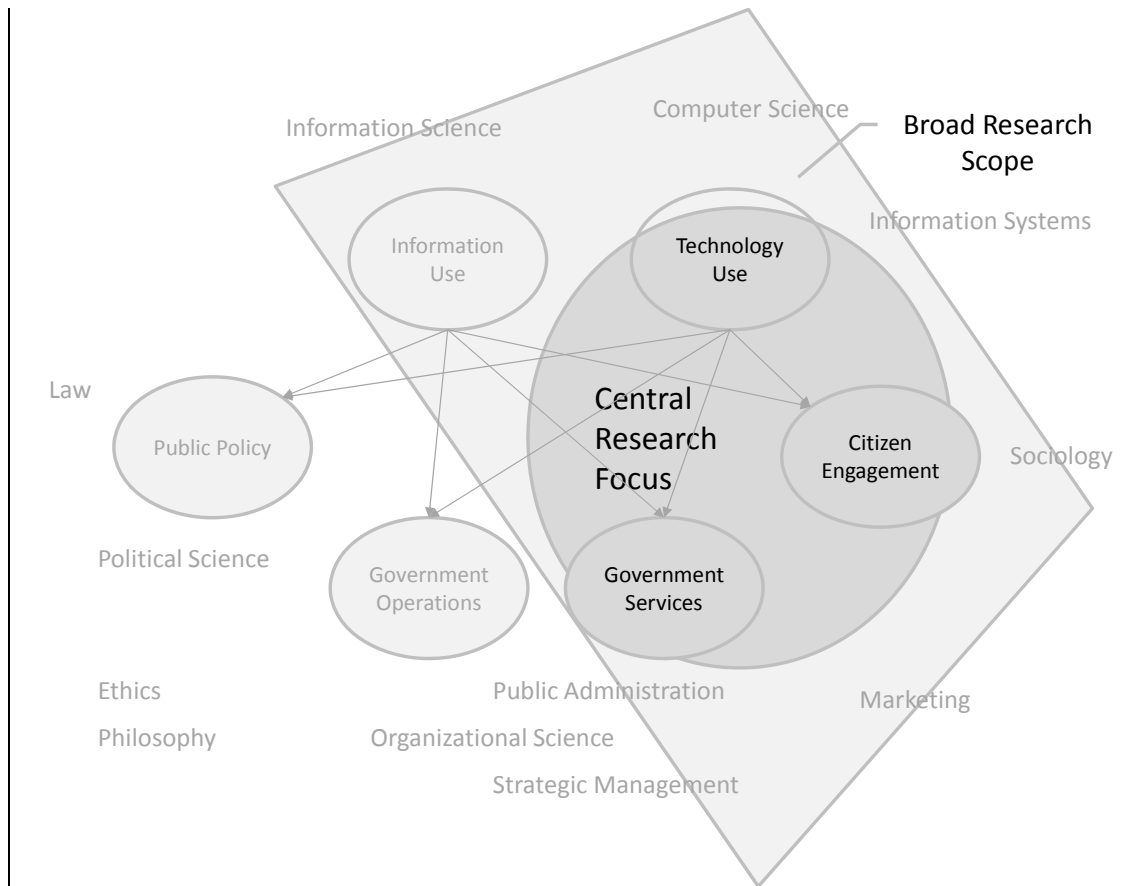 Computer Science
Information Science
Broad Research
Scope
Information Systems
Information
Use
Technology
Use
Law
Central
Research
Focus
Public Policy
Citizen
Engagement
Sociology
Political Science
Government
Operations
Government
Services
Ethics
Public Administration
Marketing
Philosophy
Organizational Science
Strategic Management